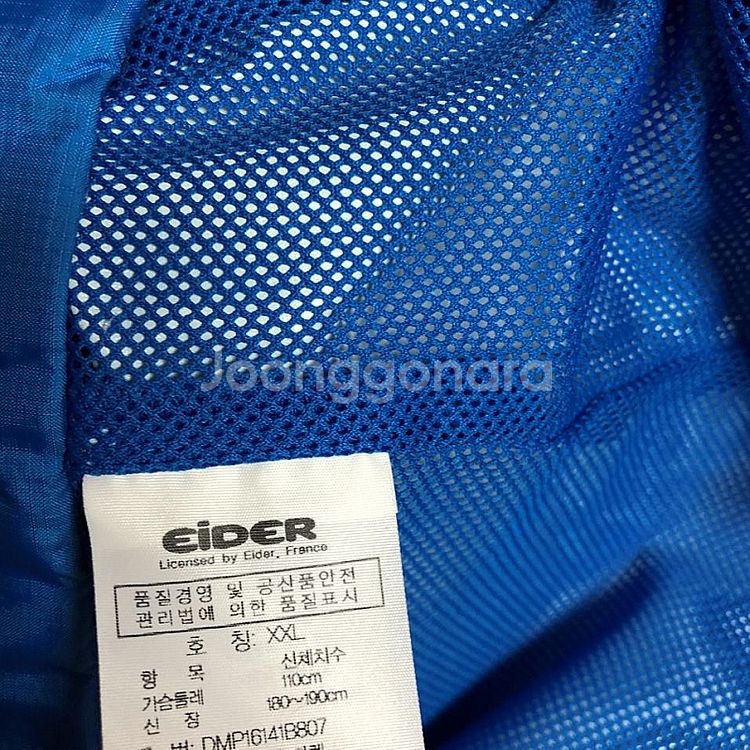 Joonggonara
EiDER
Licensed by Eider, France
품질경영 및 공산품안전
관리법에 의한 품질표시
호 칭: XXL
항 목 신체치수
가슴둘레 110cm
신 장 180~190cm
품 번: DMP16141B807